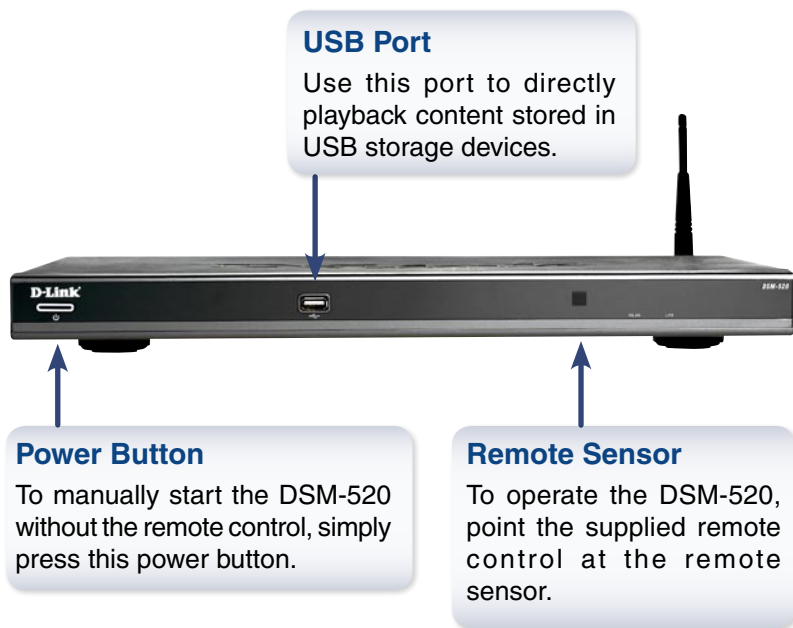 USB Port
Use this port to directly
playback content stored in
USB storage devices.
D-Link
DSM-520
WLAN LAN
Power Button
To manually start the DSM-520
without the remote control, simply
press this power button.
Remote Sensor
To operate the DSM-520,
point the supplied remote
control at the remote
sensor.